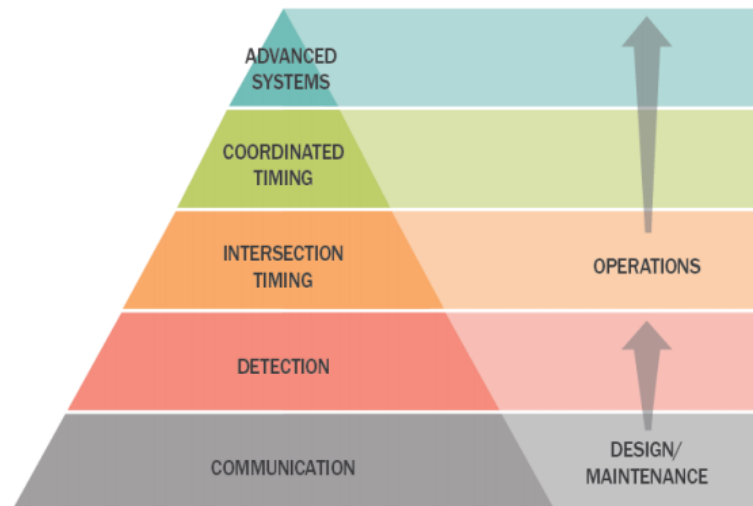 ADVANCED
SYSTEMS
COORDINATED
TIMING
INTERSECTION
TIMING
OPERATIONS
DETECTION
COMMUNICATION
DESIGN/
MAINTENANCE